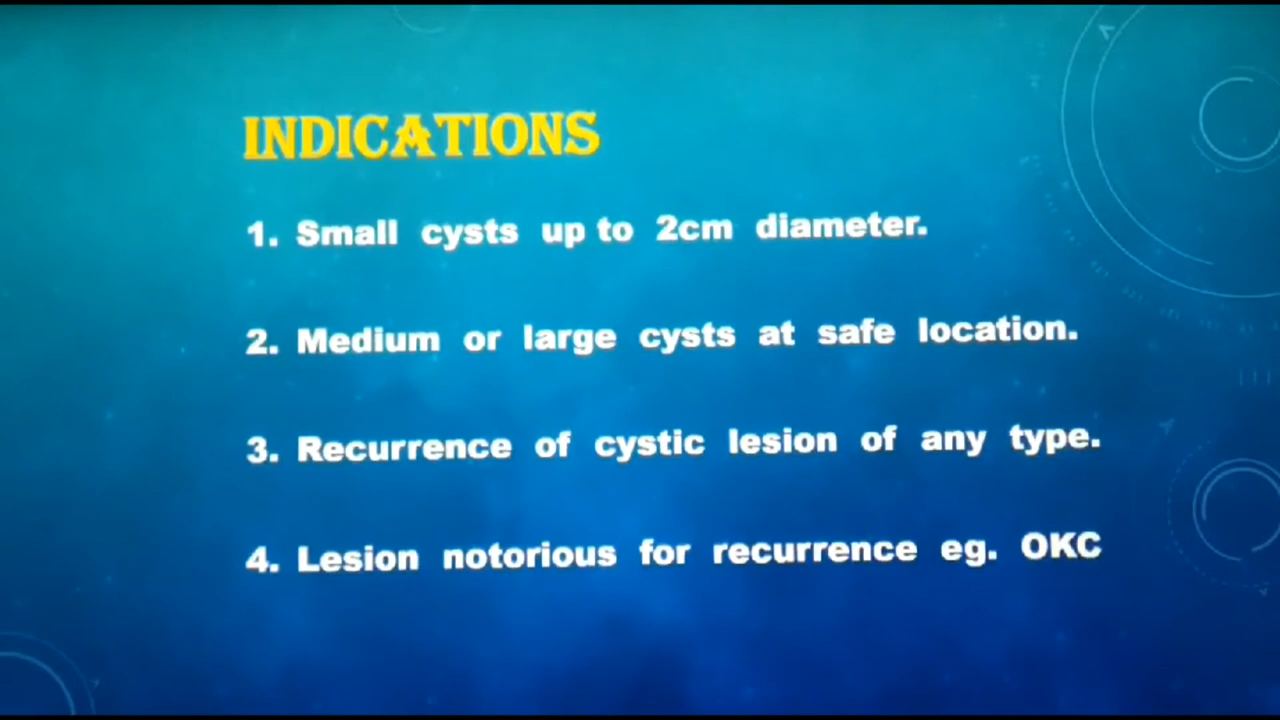 INDICATIONS
1. Small cysts up to 2cm diameter.
2. Medium or large cysts at safe location.
3. Recurrence of cystic lesion of any type.
4. Lesion notorious for recurrence eg. OKC